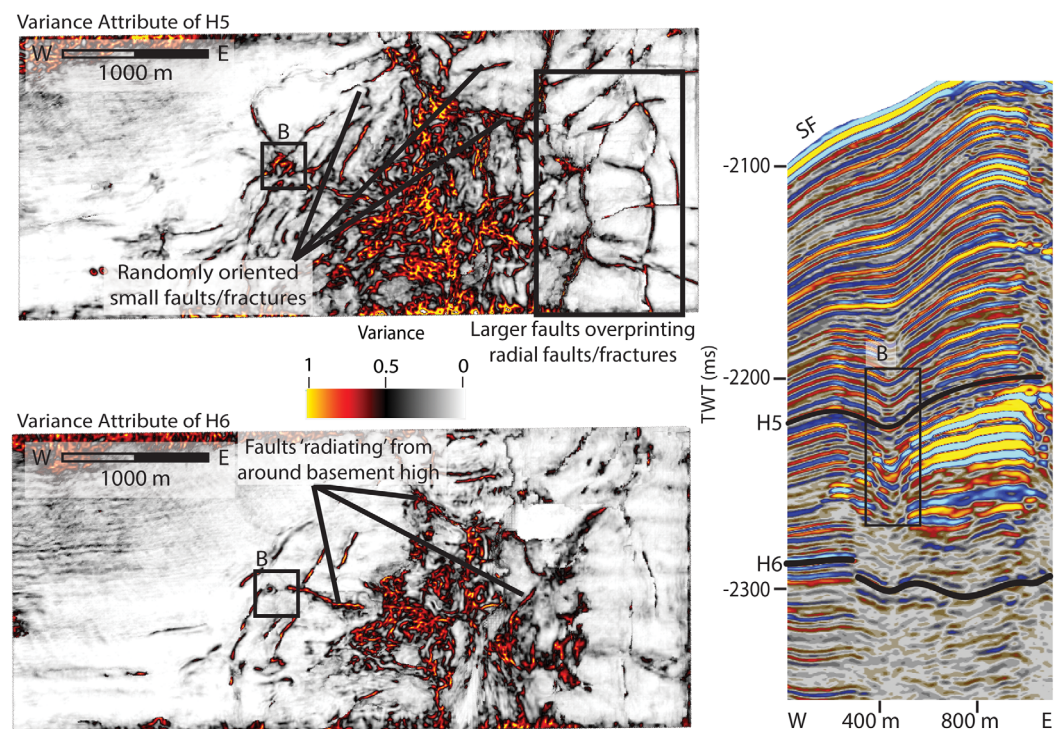 Variance Attribute of H5
W E
1000 m
B
Randomly oriented
small faults/fractures
Larger faults overprinting
radial faults/fractures
Variance
1 0.5 0
Variance Attribute of H6
W E
1000 m
Faults ‘radiating’ from
around basement high
B
SF
-2100
B
-2200
TWT (ms)
H5
H6
-2300
W 400 m 800 m E